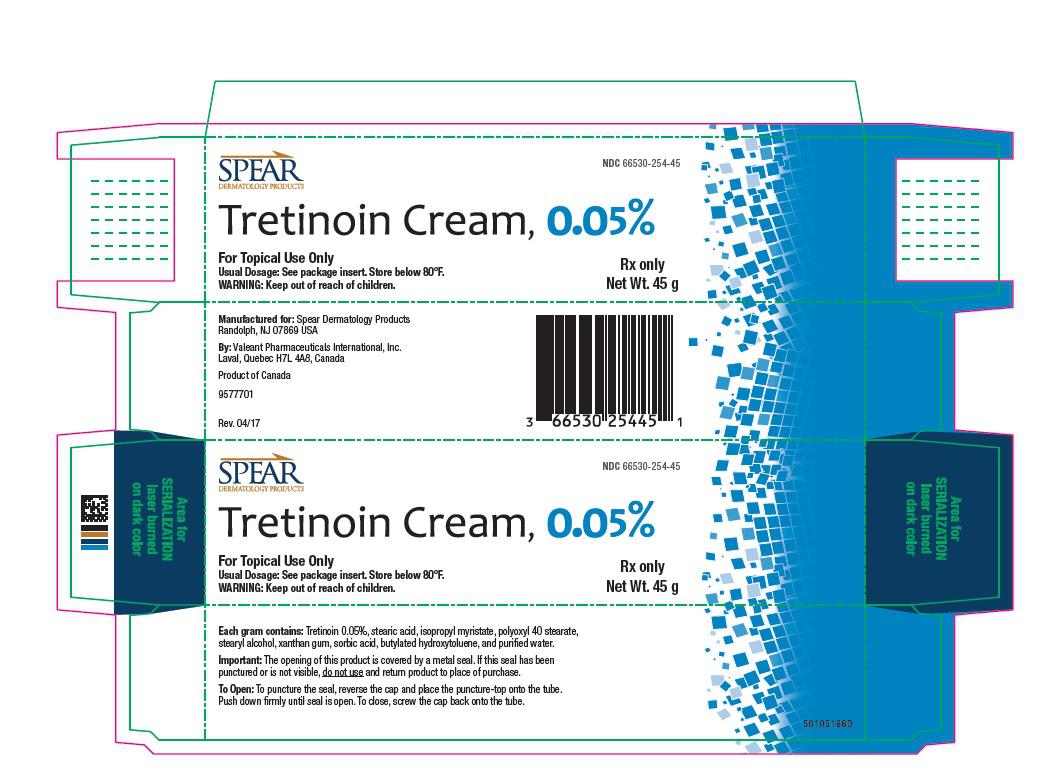 SPEAR
DERMATOLOGY PRODUCTS
NDC 66530-254-45
Tretinoin Cream, 0.05%
For Topical Use Only
Usual Dosage: See package insert. Store below 80°F.
WARNING: Keep out of reach of children.
Rx only
Net Wt. 45 g
Manufactured for: Spear Dermatology Products
Randolph, NJ 07869 USA
By: Valeant Pharmaceuticals International, Inc.
Laval, Quebec H7L 4A8, Canada
Product of Canada
9577701
Rev. 04/17
3 66530 25445 1
Area for
SERIALIZATION
laser burned
on dark color
SPEAR
DERMATOLOGY PRODUCTS
NDC 66530-254-45
Tretinoin Cream, 0.05%
For Topical Use Only
Usual Dosage: See package insert. Store below 80°F.
WARNING: Keep out of reach of children.
Rx only
Net Wt. 45 g
Area for
SERIALIZATION
laser burned
on dark color
Each gram contains: Tretinoin 0.05%, stearic acid, isopropyl myristate, polyoxyl 40 stearate,
stearyl alcohol, xanthan gum, sorbic acid, butylated hydroxytoluene, and purified water.
Important: The opening of this product is covered by a metal seal. If this seal has been
punctured or is not visible, do not use and return product to place of purchase.
To Open: To puncture the seal, reverse the cap and place the puncture-top onto the tube.
Push down firmly until seal is open. To close, screw the cap back onto the tube.